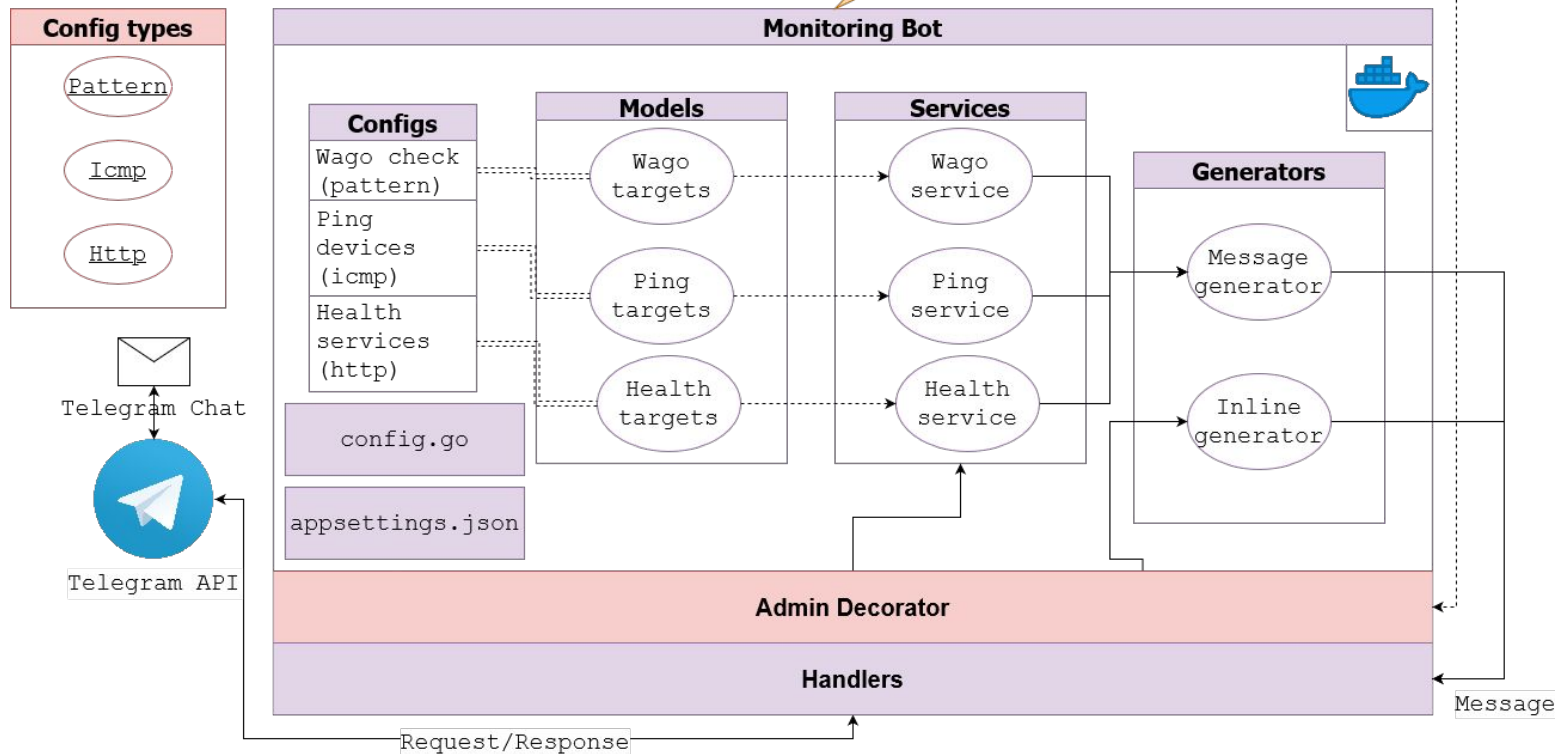 Config types
Pattern
Icmp
Http
Telegram Chat
Telegram API
Monitoring Bot
Configs
Wago check
(pattern)
Ping
devices
(icmp)
Health
services
(http)
config.go
appsettings.json
Models
Wago
targets
Ping
targets
Health
targets
Services
Wago
service
Ping
service
Health
service
Generators
Message
generator
Inline
generator
Admin Decorator
Handlers
Message
Request/Response